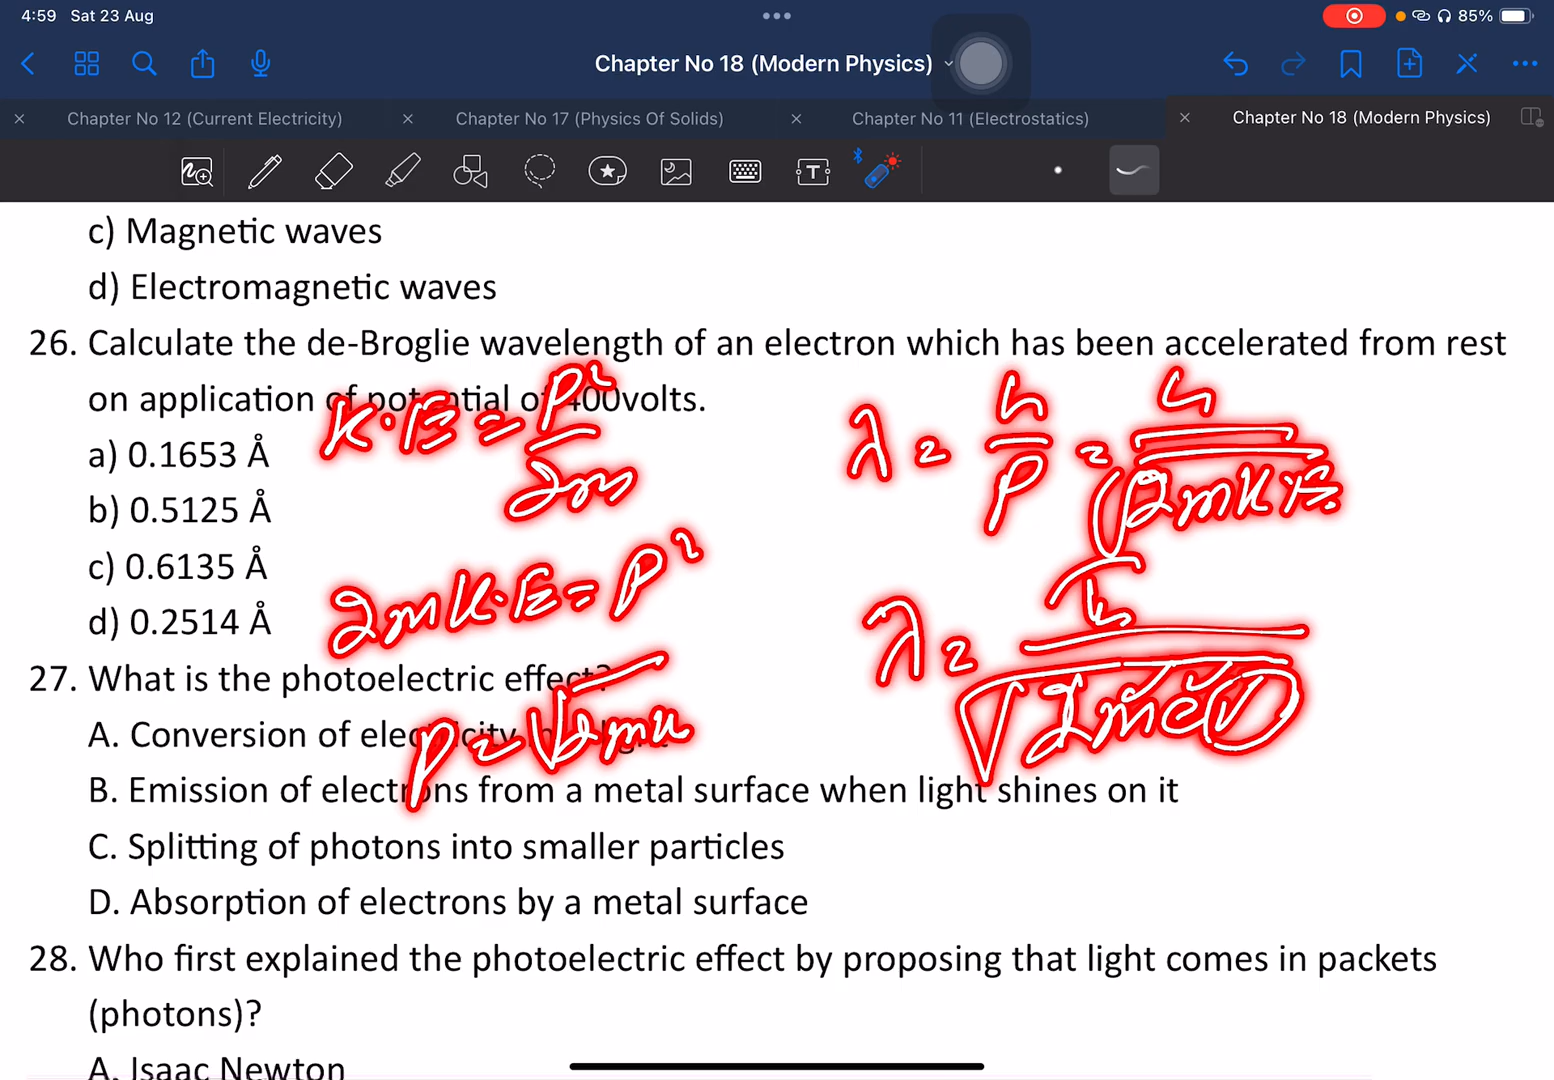 4:59 Sat 23 Aug
85%
Chapter No 18 (Modern Physics)
Chapter No 12 (Current Electricity)
Chapter No 17 (Physics Of Solids)
Chapter No 11 (Electrostatics)
Chapter No 18 (Modern Physics)
c) Magnetic waves
d) Electromagnetic waves
26. Calculate the de-Broglie wavelength of an electron which has been accelerated from rest
on application of potential of 400volts.
a) 0.1653 Å
b) 0.5125 Å
c) 0.6135 Å
d) 0.2514 Å
K.E = P²/2m
2mK.E = P²
P = √2mK
λ = h/P = h/√2mK.E
λ = h/√2meV
27. What is the photoelectric effect?
A. Conversion of electricity
B. Emission of electrons from a metal surface when light shines on it
C. Splitting of photons into smaller particles
D. Absorption of electrons by a metal surface
28. Who first explained the photoelectric effect by proposing that light comes in packets
(photons)?
A. Isaac Newton